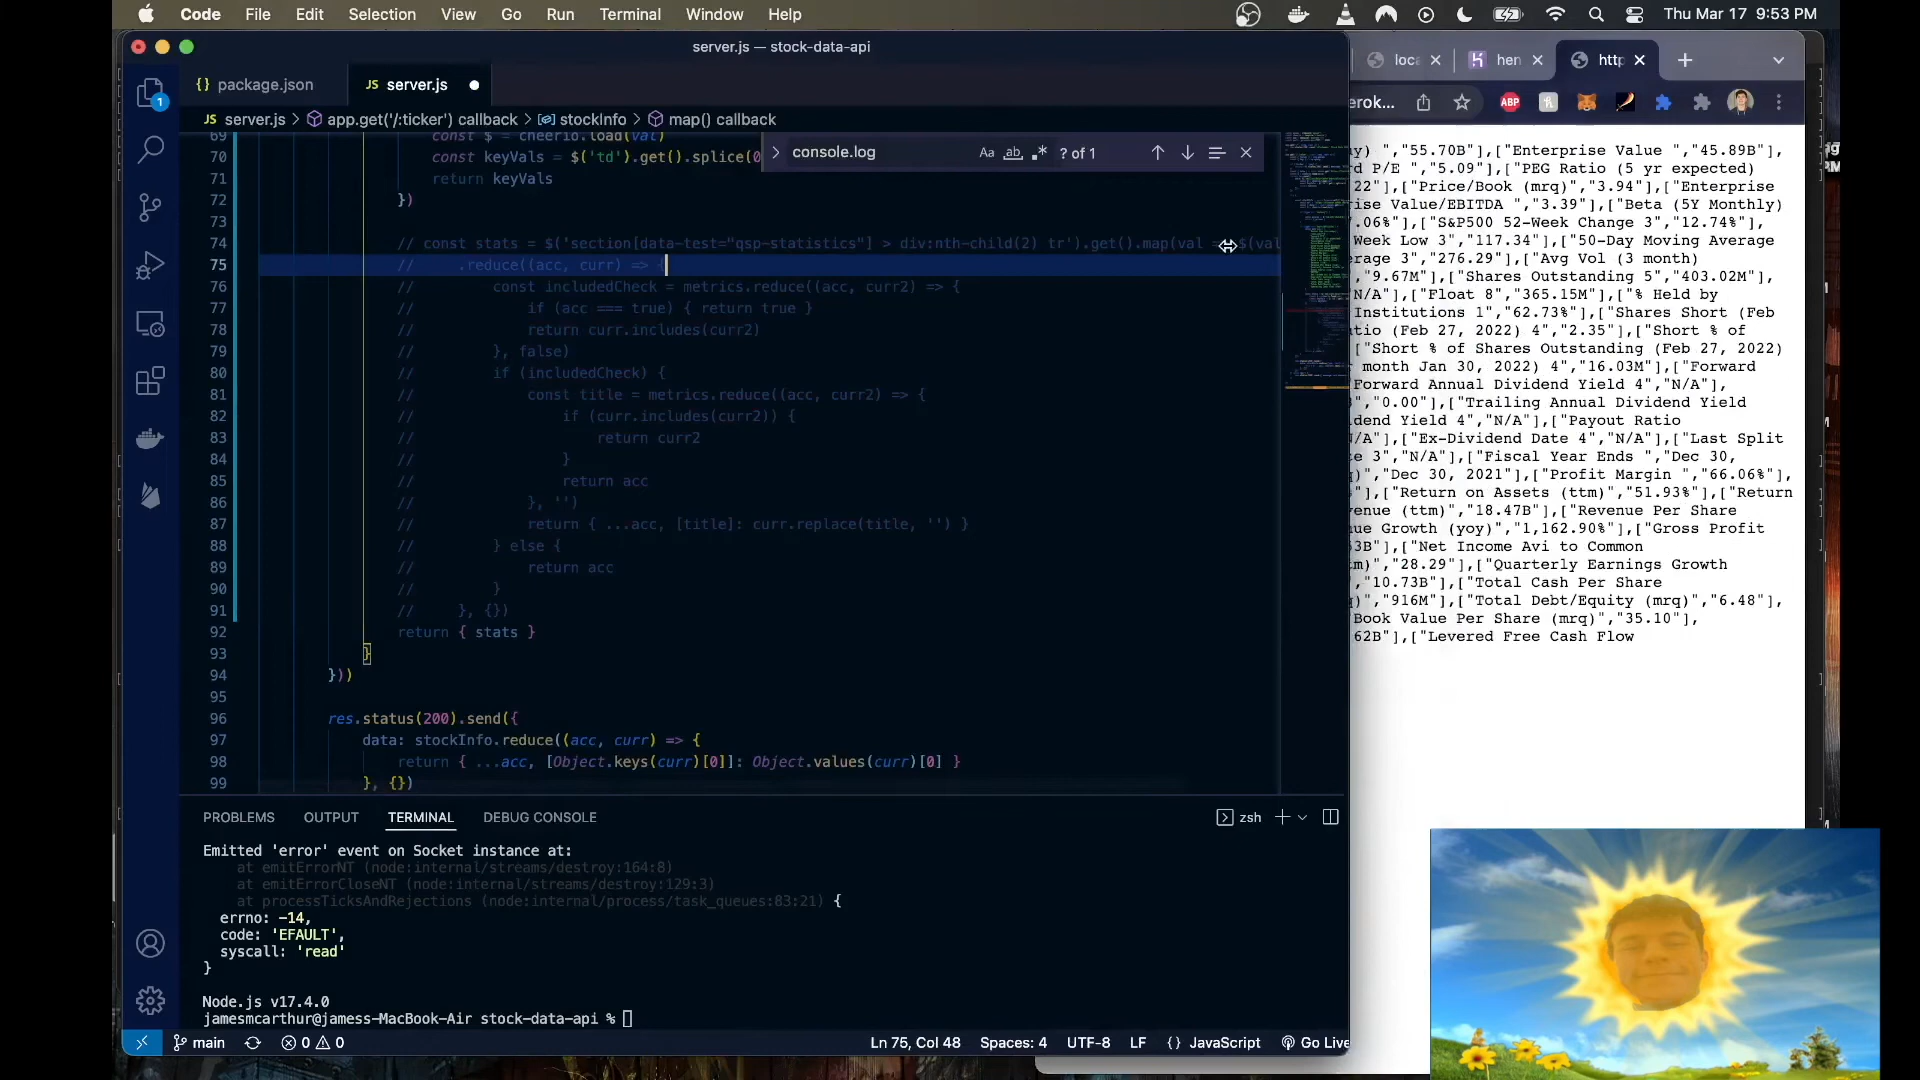 Code File Edit Selection View Go Run Terminal Window Help Thu Mar 17 9:53 PM
server.js — stock-data-api
{} package.json JS server.js
JS server.js > app.get('/:ticker') callback > stockInfo > map() callback
console.log Aa ab ? of 1
69 const $ = cheerio.load(val)
70 const keyVals = $('td').get().splice(0
71 return keyVals
72 })
73
74 // const stats = $('section[data-test="qsp-statistics"] > div:nth-child(2) tr').get().map(val = $(val
75 // .reduce((acc, curr) => {
76 // const includedCheck = metrics.reduce((acc, curr2) => {
77 // if (acc === true) { return true }
78 // return curr.includes(curr2)
79 // }, false)
80 // if (includedCheck) {
81 // const title = metrics.reduce((acc, curr2) => {
82 // if (curr.includes(curr2)) {
83 // return curr2
84 // }
85 // return acc
86 // }, '')
87 // return { ...acc, [title]: curr.replace(title, '') }
88 // } else {
89 // return acc
90 // }
91 // }, {})
92 return { stats }
93 }
94 }))
95
96 res.status(200).send({
97 data: stockInfo.reduce((acc, curr) => {
98 return { ...acc, [Object.keys(curr)[0]]: Object.values(curr)[0] }
99 }, {})
PROBLEMS OUTPUT TERMINAL DEBUG CONSOLE zsh
Emitted 'error' event on Socket instance at:
at emitErrorNT (node:internal/streams/destroy:164:8)
at emitErrorCloseNT (node:internal/streams/destroy:129:3)
at processTicksAndRejections (node:internal/process/task_queues:83:21) {
errno: -14,
code: 'EFAULT',
syscall: 'read'
}
Node.js v17.4.0
jamesmcarthur@jamess-MacBook-Air stock-data-api %
main 0 0 Ln 75, Col 48 Spaces: 4 UTF-8 LF {} JavaScript Go Live
1
loca hen http
erok... ABP
y) ","55.70B"],["Enterprise Value ","45.89B"],
rd P/E ","5.09"],["PEG Ratio (5 yr expected)
22"],["Price/Book (mrq)","3.94"],["Enterprise
ise Value/EBITDA ","3.39"],["Beta (5Y Monthly)
.06%"],["S&P500 52-Week Change 3","12.74%"],
Week Low 3","117.34"],["50-Day Moving Average
erage 3","276.29"],["Avg Vol (3 month)
"9.67M"],["Shares Outstanding 5","403.02M"],
N/A"],["Float 8","365.15M"],["% Held by
Institutions 1","62.73%"],["Shares Short (Feb
atio (Feb 27, 2022) 4","2.35"],["Short % of
["Short % of Shares Outstanding (Feb 27, 2022)
month Jan 30, 2022) 4","16.03M"],["Forward
Forward Annual Dividend Yield 4","N/A"],
","0.00"],["Trailing Annual Dividend Yield
dend Yield 4","N/A"],["Payout Ratio
N/A"],["Ex-Dividend Date 4","N/A"],["Last Split
te 3","N/A"],["Fiscal Year Ends ","Dec 30,
)","Dec 30, 2021"],["Profit Margin ","66.06%"],
%"],["Return on Assets (ttm)","51.93%"],["Return
venue (ttm)","18.47B"],["Revenue Per Share
nue Growth (yoy)","1,162.90%"],["Gross Profit
3B"],["Net Income Avi to Common
m)","28.29"],["Quarterly Earnings Growth
"10.73B"],["Total Cash Per Share
q)","916M"],["Total Debt/Equity (mrq)","6.48"],
Book Value Per Share (mrq)","35.10"],
62B"],["Levered Free Cash Flow